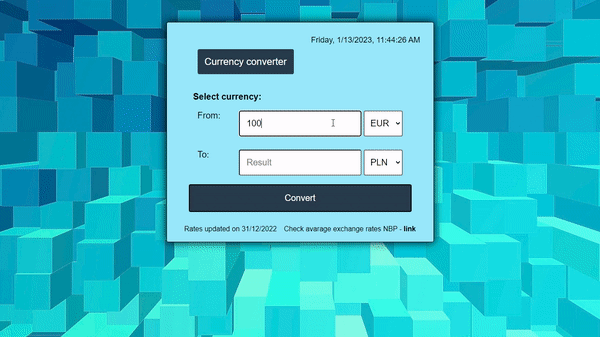 Friday, 1/13/2023, 11:44:26 AM
Currency converter
Select currency:
From:
100
EUR
To:
Result
PLN
Convert
Rates updated on 31/12/2022 Check avarage exchange rates NBP - link